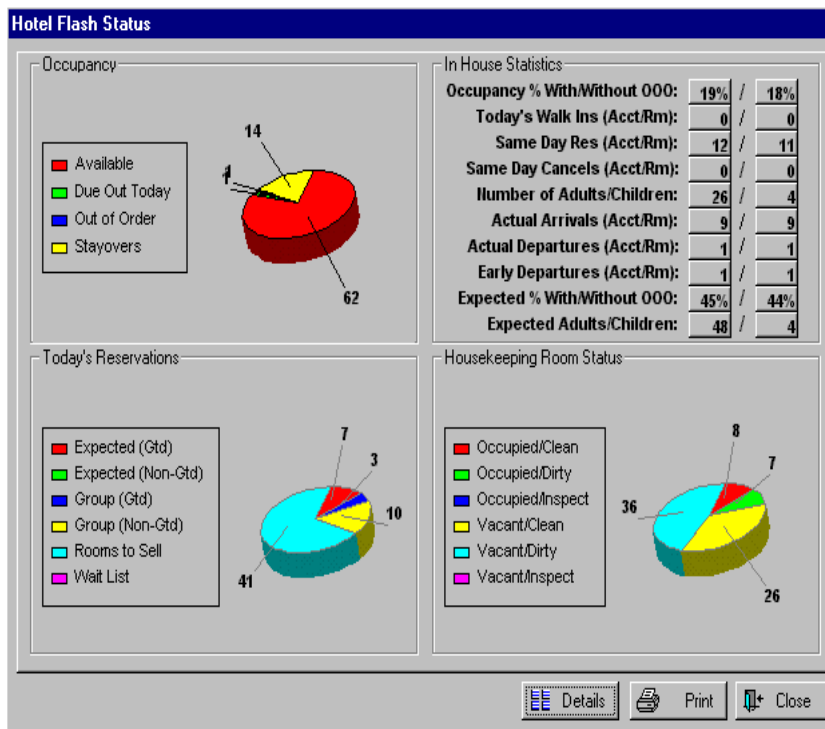 Hotel Flash Status
Occupancy
Available
Due Out Today
Out of Order
Stayovers
14
1
1
62
In House Statistics
Occupancy % With/Without OOO: 19% / 18%
Today's Walk Ins (Acct/Rm): 0 / 0
Same Day Res (Acct/Rm): 12 / 11
Same Day Cancels (Acct/Rm): 0 / 0
Number of Adults/Children: 26 / 4
Actual Arrivals (Acct/Rm): 9 / 9
Actual Departures (Acct/Rm): 1 / 1
Early Departures (Acct/Rm): 1 / 1
Expected % With/Without OOO: 45% / 44%
Expected Adults/Children: 48 / 4
Today's Reservations
Expected (Gtd)
Expected (Non-Gtd)
Group (Gtd)
Group (Non-Gtd)
Rooms to Sell
Wait List
7
3
10
41
Housekeeping Room Status
Occupied/Clean
Occupied/Dirty
Occupied/Inspect
Vacant/Clean
Vacant/Dirty
Vacant/Inspect
8
7
36
26
Details
Print
Close